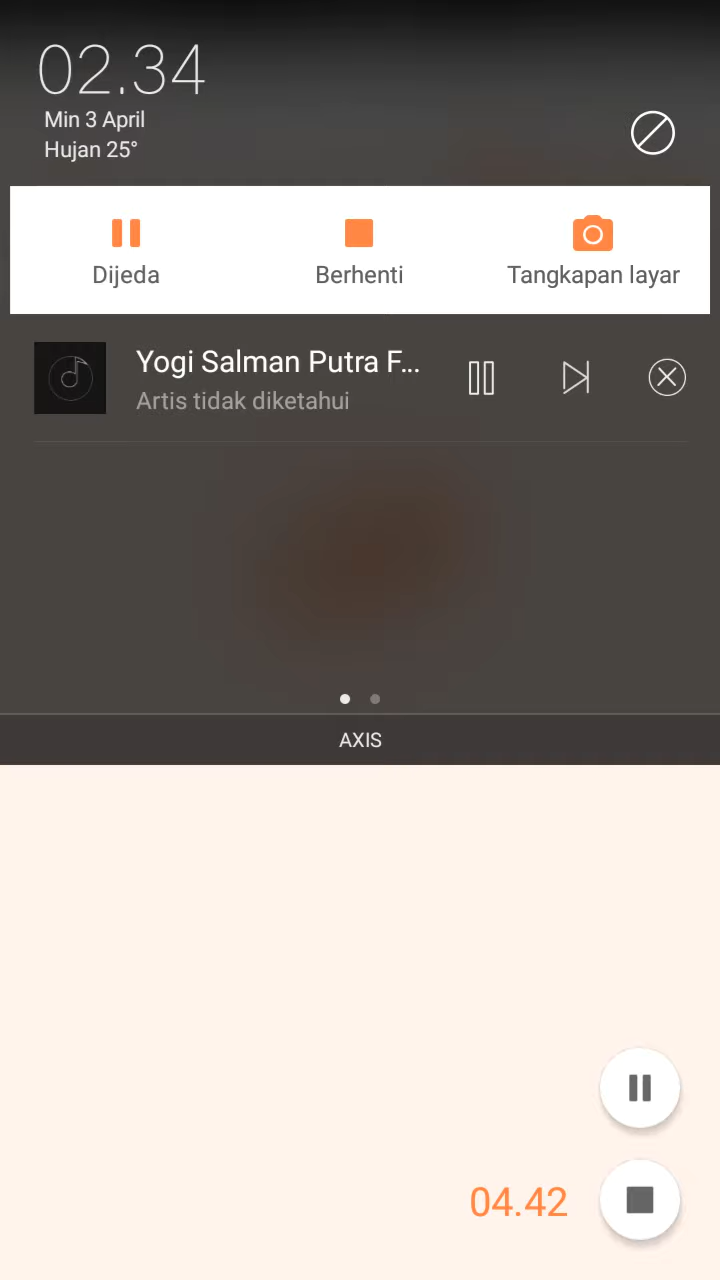 02.34
Min 3 April
Hujan 25°
Dijeda
Berhenti
Tangkapan layar
Yogi Salman Putra F...
Artis tidak diketahui
AXIS
04.42